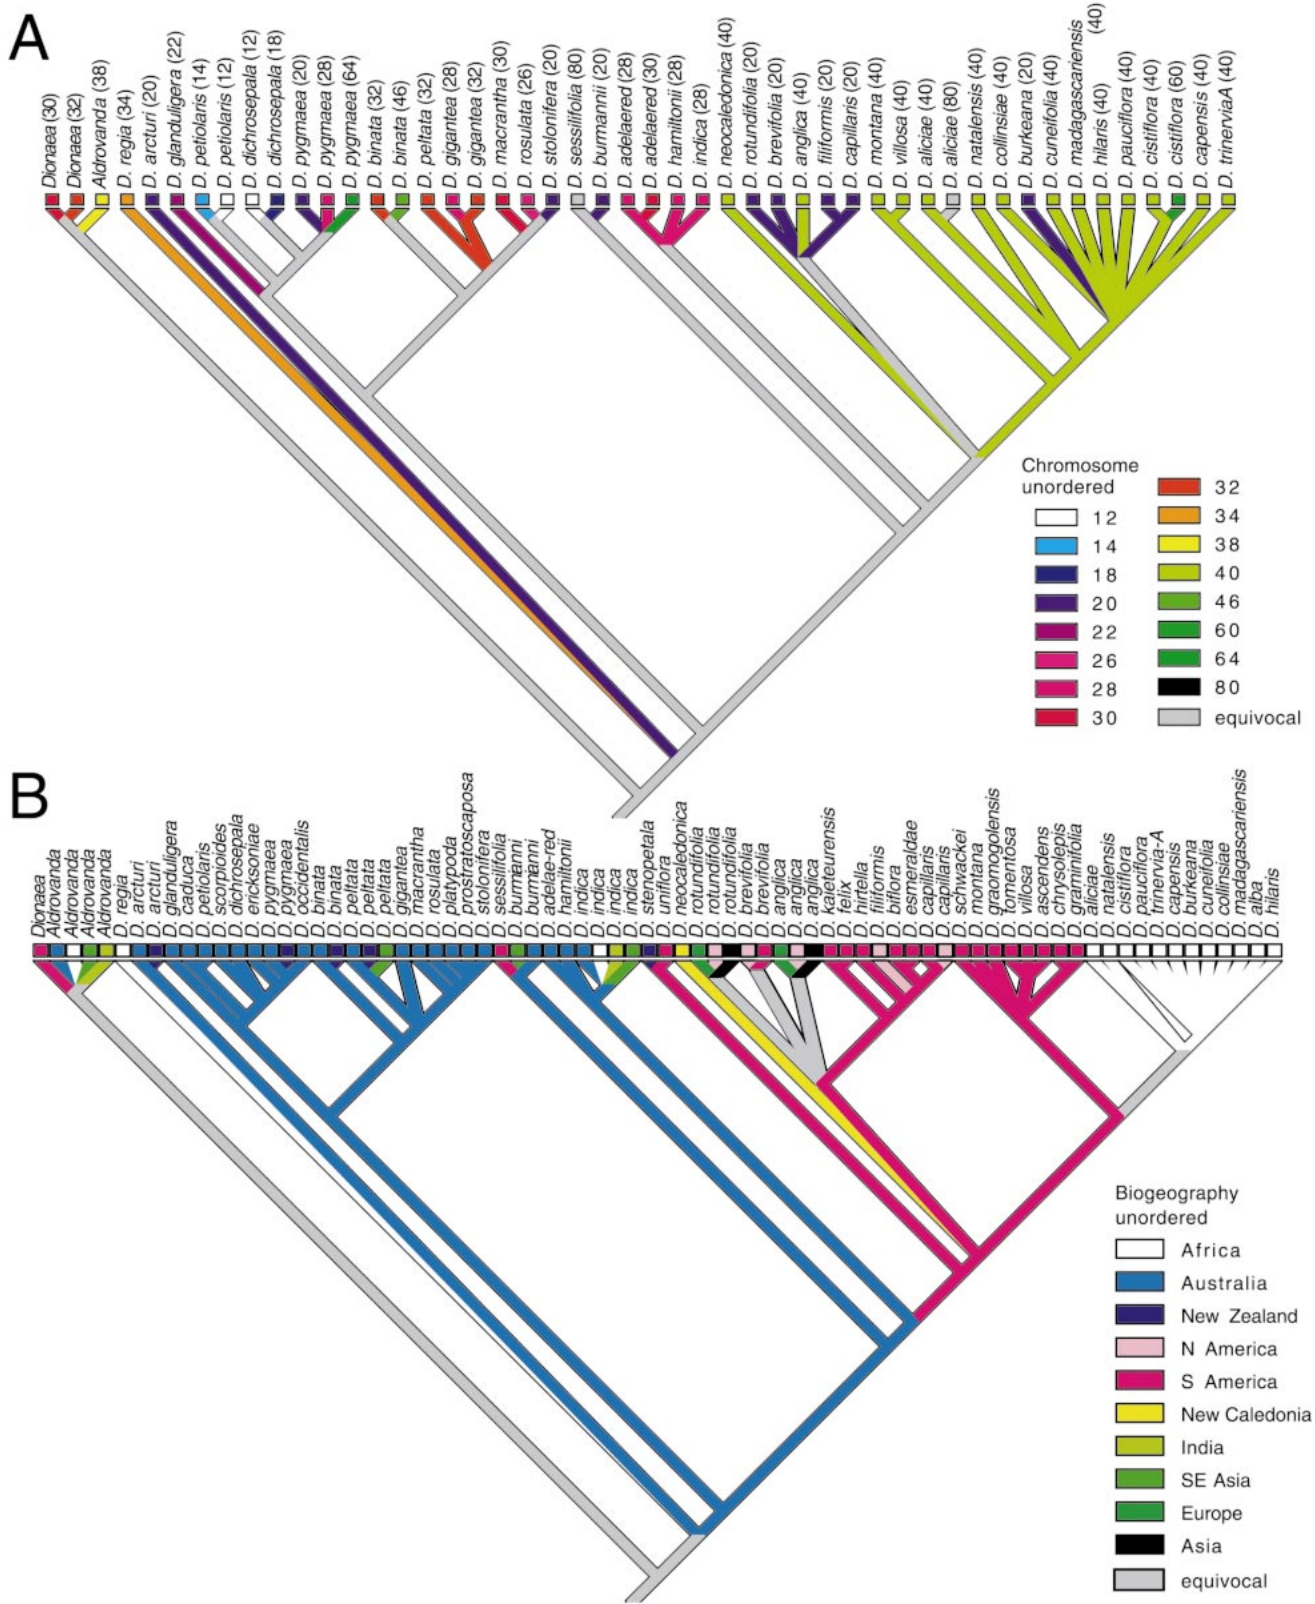 A
Dionaea (30)
Dionaea (32)
Aldrovanda (38)
D. regia (34)
D. arcturi (20)
D. glanduligera (22)
D. petiolaris (14)
D. petiolaris (12)
D. dichrosepala (12)
D. dichrosepala (18)
D. pygmaea (20)
D. pygmaea (28)
D. pygmaea (64)
D. binata (32)
D. binata (46)
D. peltata (32)
D. gigantea (28)
D. gigantea (32)
D. macrantha (30)
D. rosulata (26)
D. stolonifera (20)
D. sessilifolia (80)
D. burmannii (20)
D. adelaered (28)
D. adelaered (30)
D. hamiltonii (28)
D. indica (28)
D. neocaledonica (40)
D. rotundifolia (20)
D. brevifolia (20)
D. anglica (40)
D. filiformis (20)
D. capillaris (20)
D. montana (40)
D. villosa (40)
D. aliciae (40)
D. aliciae (80)
D. natalensis (40)
D. collinsiae (40)
D. burkeana (20)
D. cuneifolia (40)
D. madagascariensis (40)
D. hilaris (40)
D. pauciflora (40)
D. cistiflora (40)
D. cistiflora (60)
D. capensis (40)
D. trinerviaA (40)
Chromosome
unordered
12
14
18
20
22
26
28
30
32
34
38
40
46
60
64
80
equivocal
B
Dionaea
Aldrovanda
Aldrovanda
Aldrovanda
Aldrovanda
D. regia
D. arcturi
D. arcturi
D. glanduligera
D. caduca
D. petiolaris
D. scorpioides
D. dichrosepala
D. ericksoniae
D. pygmaea
D. pygmaea
D. occidentalis
D. binata
D. binata
D. peltata
D. peltata
D. peltata
D. gigantea
D. macrantha
D. rosulata
D. platypoda
D. prostratoscaposa
D. stolonifera
D. sessilifolia
D. burmanni
D. burmanni
D. adelae-red
D. hamiltonii
D. indica
D. indica
D. indica
D. indica
D. stenopetala
D. uniflora
D. neocaledonica
D. rotundifolia
D. rotundifolia
D. rotundifolia
D. brevifolia
D. brevifolia
D. anglica
D. anglica
D. anglica
D. kaieteurensis
D. felix
D. hirtella
D. filiformis
D. biflora
D. esmeraldae
D. capillaris
D. capillaris
D. schwackei
D. montana
D. graomogolensis
D. tomentosa
D. villosa
D. ascendens
D. chrysolepis
D. graminifolia
D. aliciae
D. natalensis
D. cistiflora
D. pauciflora
D. trinervia-A
D. capensis
D. burkeana
D. cuneifolia
D. collinsiae
D. madagascariensis
D. alba
D. hilaris
Biogeography
unordered
Africa
Australia
New Zealand
N America
S America
New Caledonia
India
SE Asia
Europe
Asia
equivocal